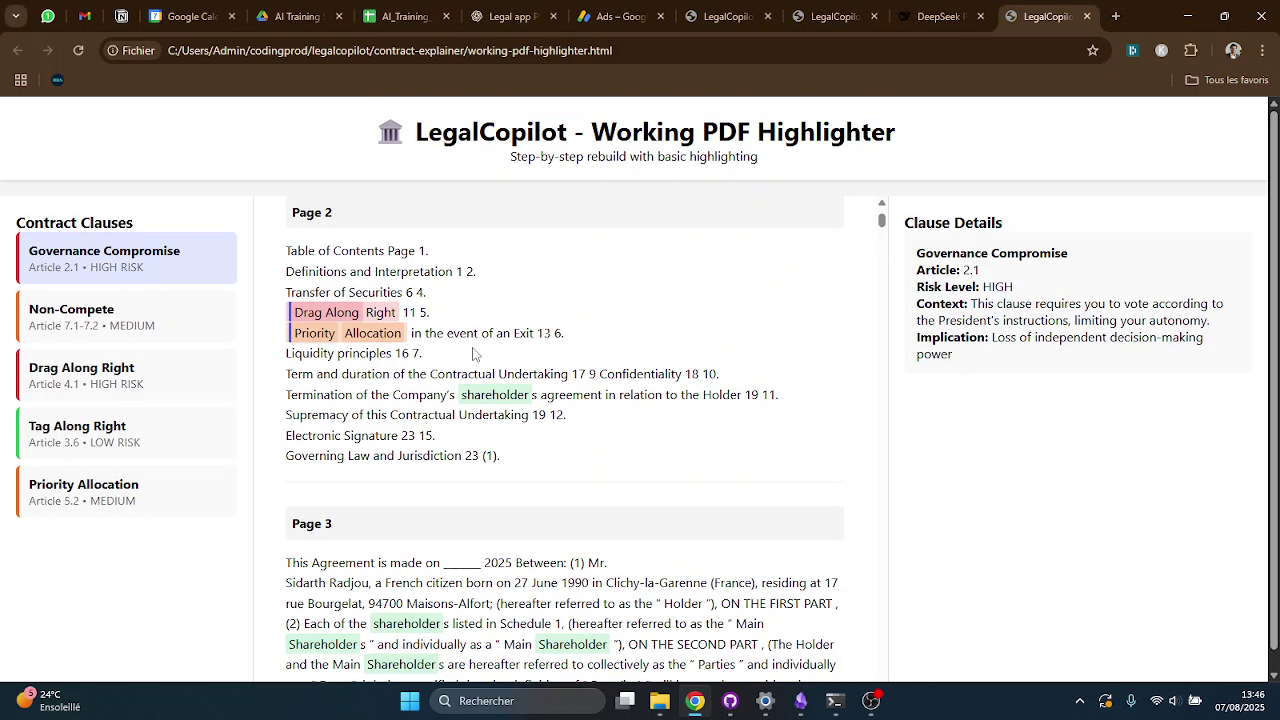 Google Cale
AI Training S
AI_Training_
Legal app P
Ads – Goog
LegalCopilo
LegalCopilo
DeepSeek P
LegalCopilo
Fichier
C:/Users/Admin/codingprod/legalcopilot/contract-explainer/working-pdf-highlighter.html
Tous les favoris
LegalCopilot - Working PDF Highlighter
Step-by-step rebuild with basic highlighting
Contract Clauses
Governance Compromise
Article 2.1 • HIGH RISK
Non-Compete
Article 7.1-7.2 • MEDIUM
Drag Along Right
Article 4.1 • HIGH RISK
Tag Along Right
Article 3.6 • LOW RISK
Priority Allocation
Article 5.2 • MEDIUM
Page 2
Table of Contents Page 1.
Definitions and Interpretation 1 2.
Transfer of Securities 6 4.
Drag Along Right 11 5.
Priority Allocation in the event of an Exit 13 6.
Liquidity principles 16 7.
Term and duration of the Contractual Undertaking 17 9 Confidentiality 18 10.
Termination of the Company's shareholder s agreement in relation to the Holder 19 11.
Supremacy of this Contractual Undertaking 19 12.
Electronic Signature 23 15.
Governing Law and Jurisdiction 23 (1).
Page 3
This Agreement is made on _______ 2025 Between: (1) Mr.
Sidarth Radjou, a French citizen born on 27 June 1990 in Clichy-la-Garenne (France), residing at 17
rue Bourgelat, 94700 Maisons-Alfort; (hereafter referred to as the “ Holder ”), ON THE FIRST PART ,
(2) Each of the shareholder s listed in Schedule 1, (hereafter referred to as the “ Main
Shareholder s ” and individually as a “ Main Shareholder ”), ON THE SECOND PART , (The Holder
and the Main Shareholder s are hereafter referred to collectively as the “ Parties ” and individually
Clause Details
Governance Compromise
Article: 2.1
Risk Level: HIGH
Context: This clause requires you to vote according to
the President's instructions, limiting your autonomy.
Implication: Loss of independent decision-making
power
5
24°C
Ensoleillé
Rechercher
13:46
07/08/2025